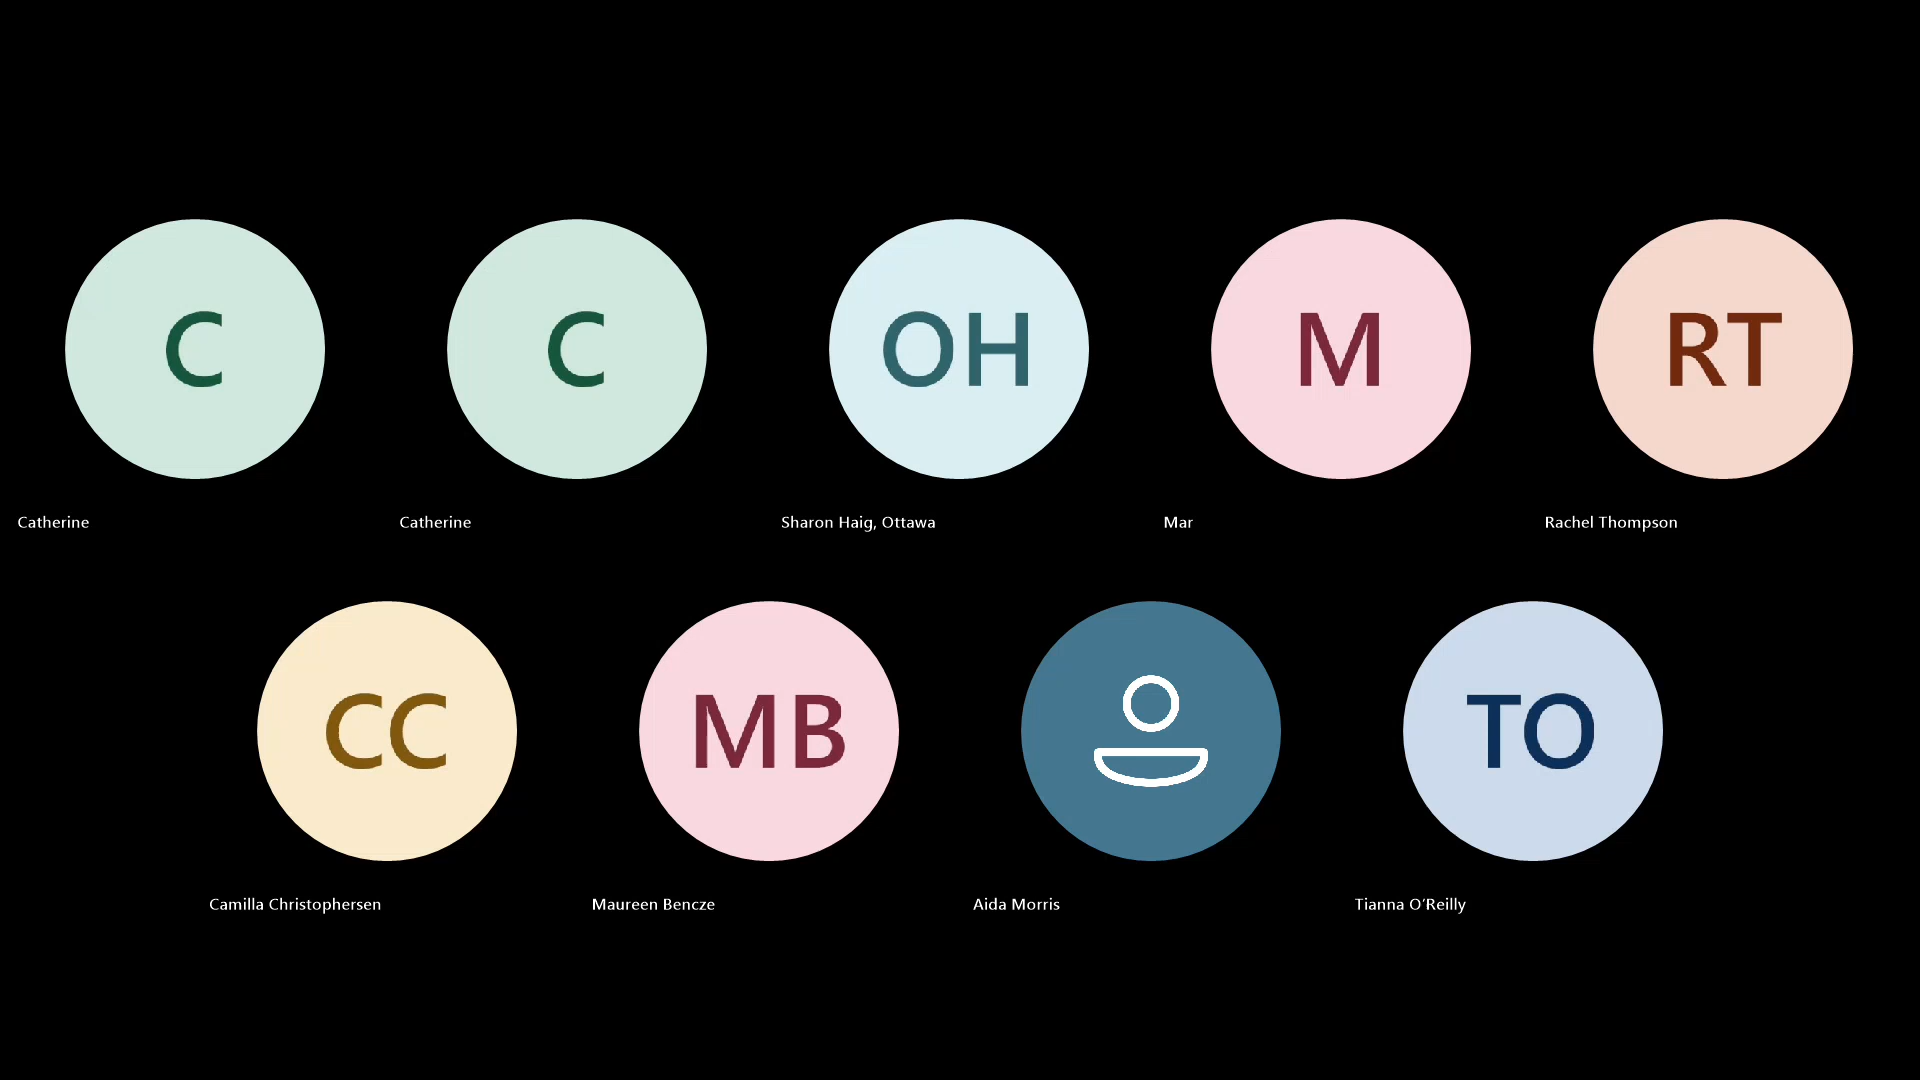 C
C
OH
M
RT
Catherine
Catherine
Sharon Haig, Ottawa
Mar
Rachel Thompson
CC
MB
TO
Camilla Christophersen
Maureen Bencze
Aida Morris
Tianna O'Reilly